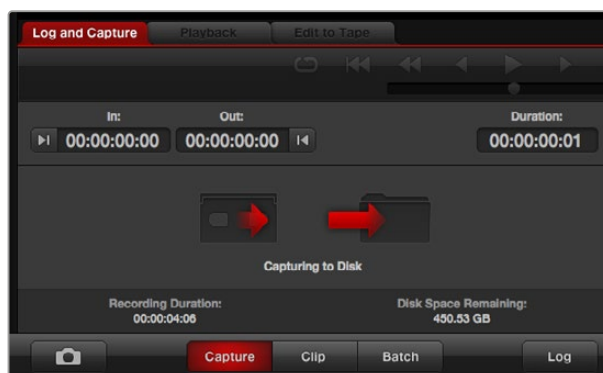 Log and Capture Playback Edit to Tape
In: Out: Duration:
00:00:00:00 00:00:00:00 00:00:00:01
Capturing to Disk
Recording Duration: Disk Space Remaining:
00:00:04:06 450.53 GB
Capture Clip Batch Log